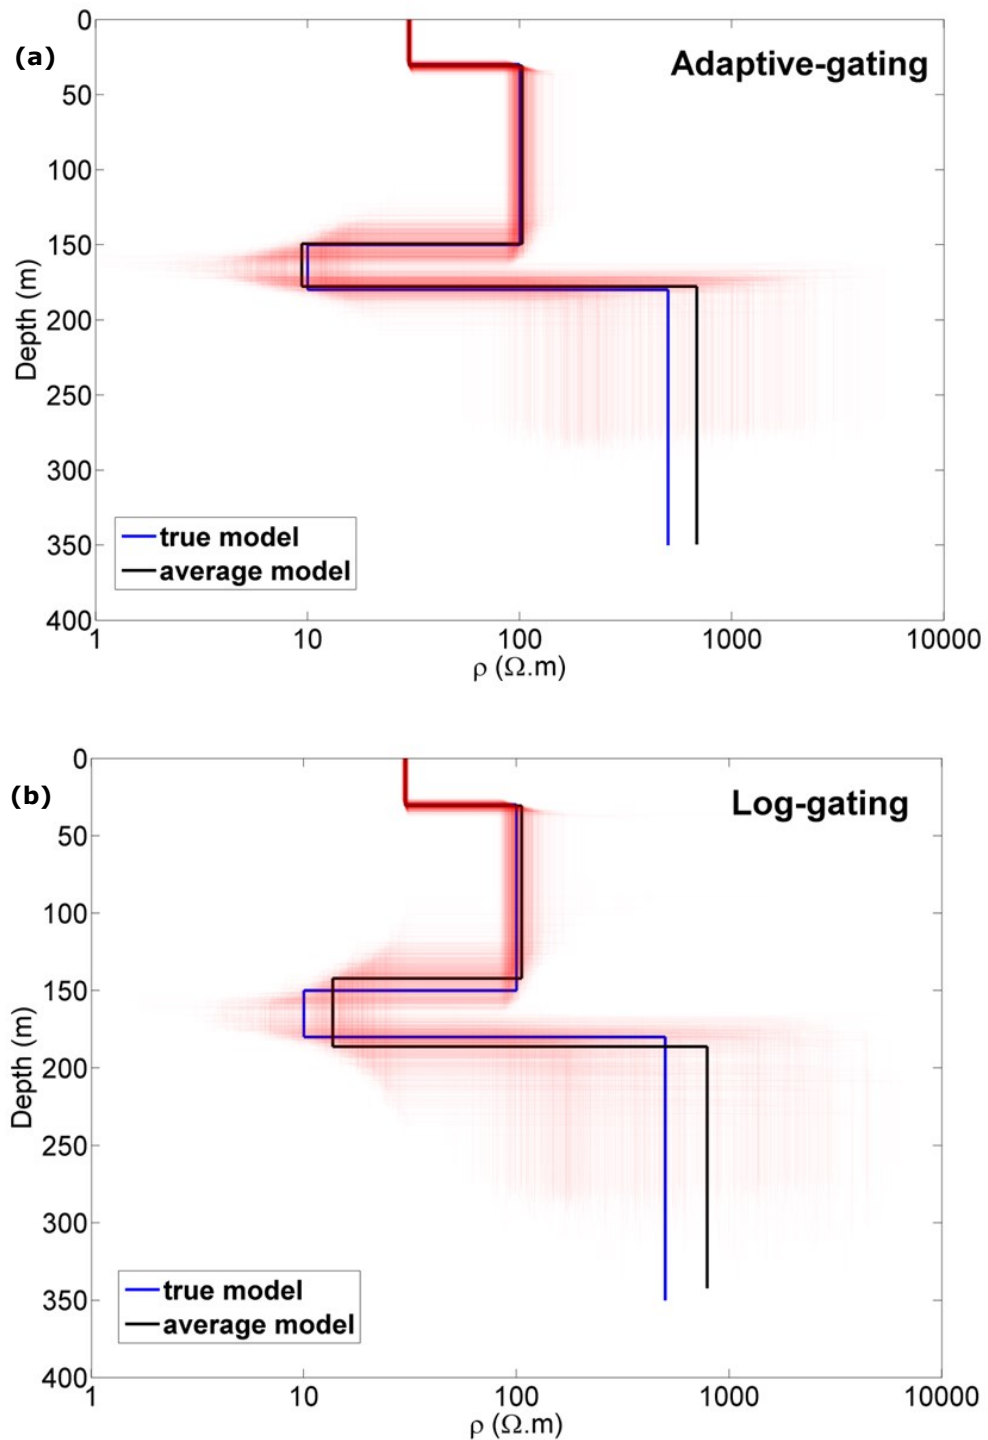 (a)
Adaptive-gating
0
50
100
150
200
250
300
350
400
Depth (m)
true model
average model
1 10 100 1000 10000
ρ (Ω.m)
(b)
Log-gating
0
50
100
150
200
250
300
350
400
Depth (m)
true model
average model
1 10 100 1000 10000
ρ (Ω.m)